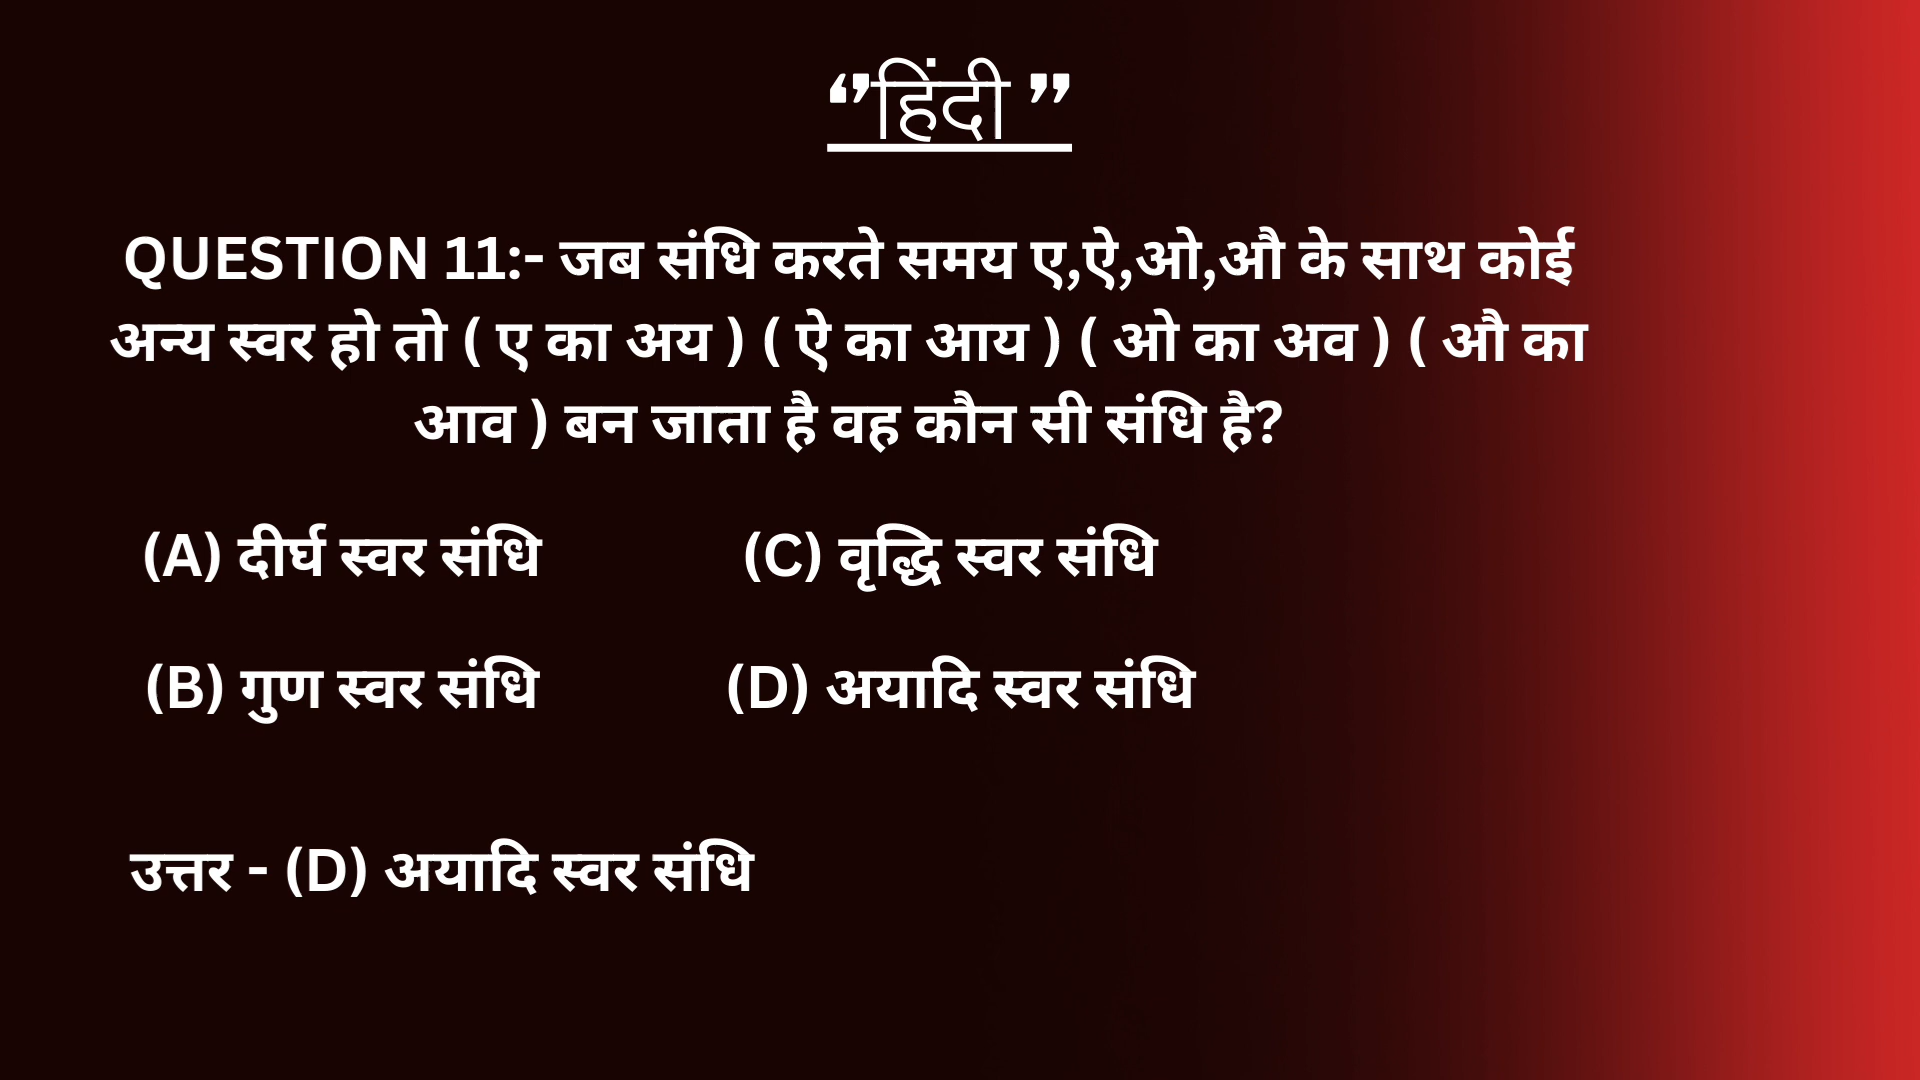 ❛❜हिंदी ❜❜
QUESTION 11:- जब संधि करते समय ए,ऐ,ओ,औ के साथ कोई
अन्य स्वर हो तो ( ए का अय ) ( ऐ का आय ) ( ओ का अव ) ( औ का
आव ) बन जाता है वह कौन सी संधि है?
(A) दीर्घ स्वर संधि
(C) वृद्धि स्वर संधि
(B) गुण स्वर संधि
(D) अयादि स्वर संधि
उत्तर - (D) अयादि स्वर संधि